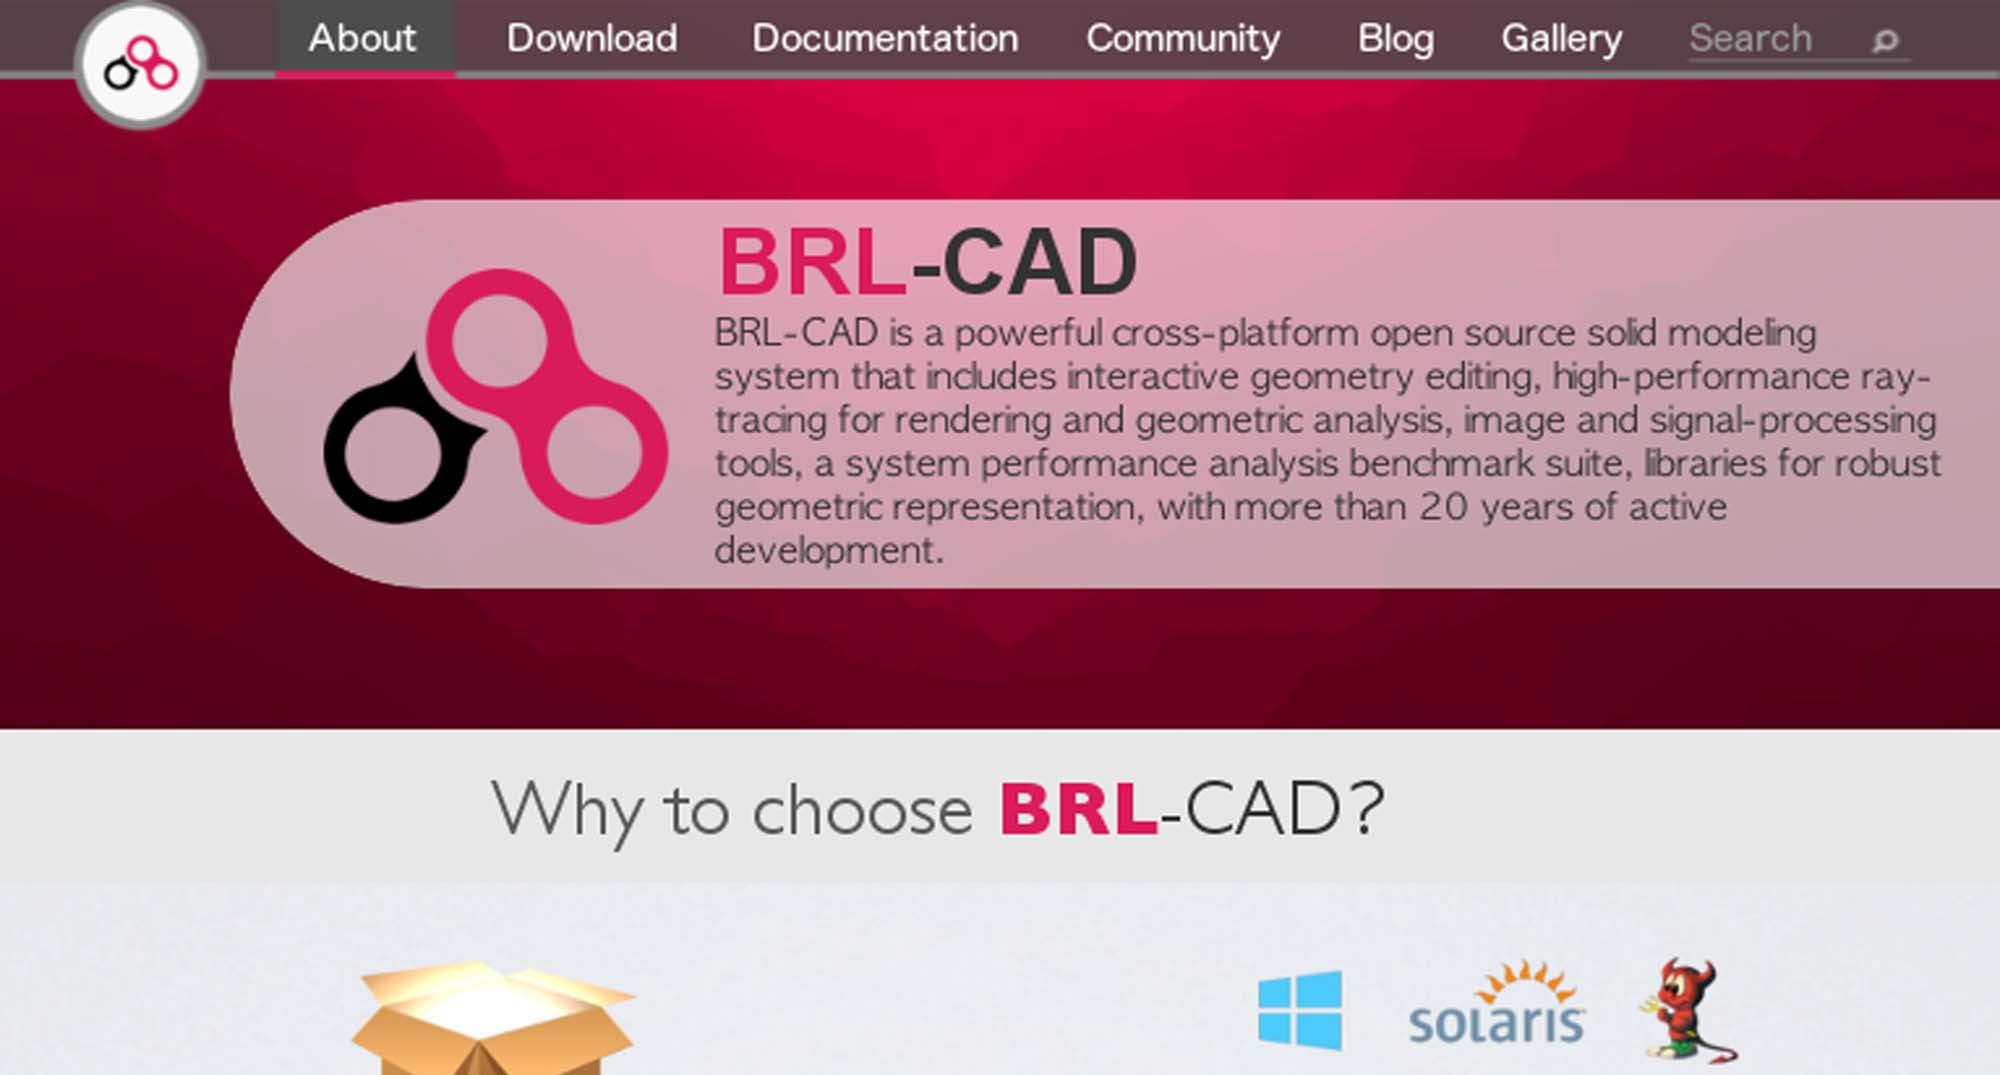 About Download Documentation Community Blog Gallery Search
BRL-CAD
BRL-CAD is a powerful cross-platform open source solid modeling
system that includes interactive geometry editing, high-performance ray-
tracing for rendering and geometric analysis, image and signal-processing
tools, a system performance analysis benchmark suite, libraries for robust
geometric representation, with more than 20 years of active
development.
Why to choose BRL-CAD?
solaris